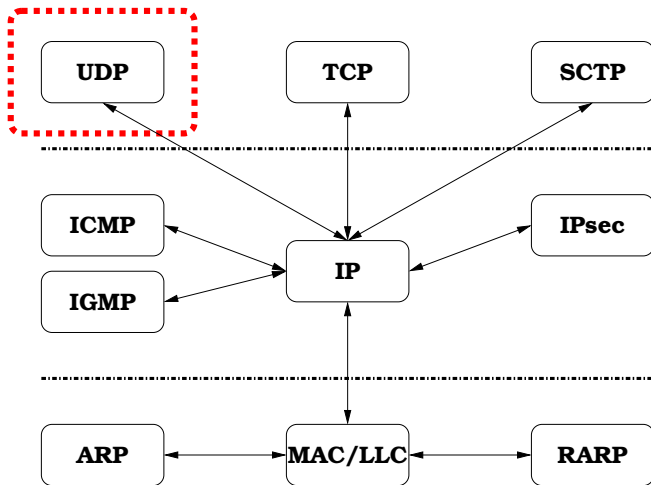 UDP
TCP
SCTP
ICMP
IPsec
IP
IGMP
ARP
MAC/LLC
RARP